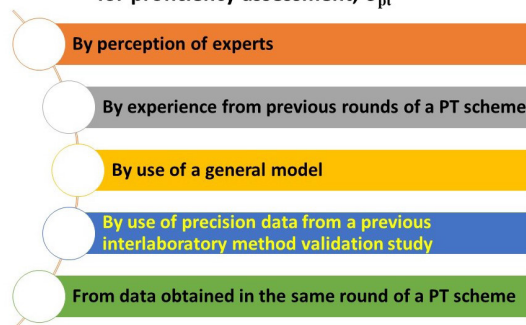 for proficiency assessment, σpt
By perception of experts
By experience from previous rounds of a PT scheme
By use of a general model
By use of precision data from a previous
interlaboratory method validation study
From data obtained in the same round of a PT scheme